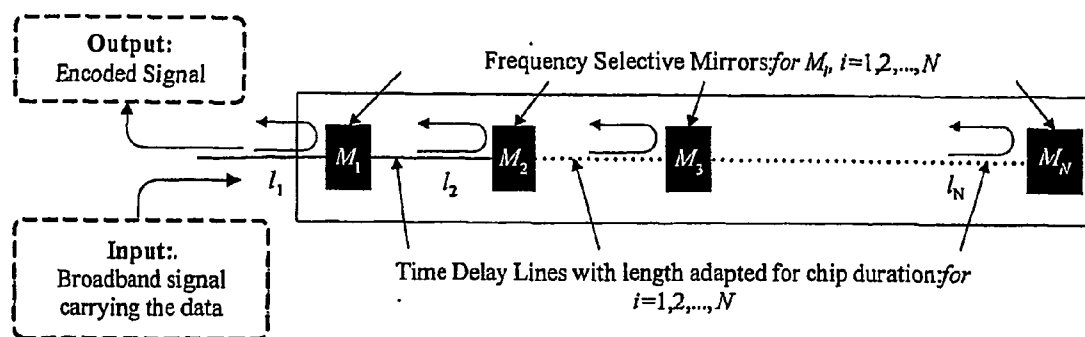 Output:
Encoded Signal
Frequency Selective Mirrors:for Mi, i=1,2,...,N
M1
M2
M3
MN
l1
l2
lN
Input:.
Broadband signal
carrying the data
Time Delay Lines with length adapted for chip duration:for
i=1,2,...,N